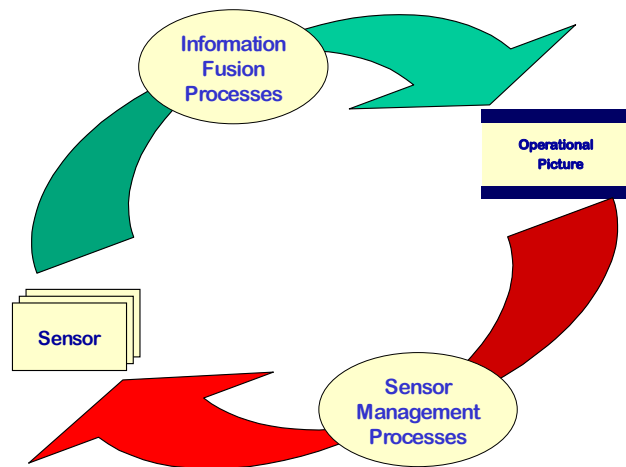 Information
Fusion
Processes
Operational
Picture
Sensor
Sensor
Management
Processes